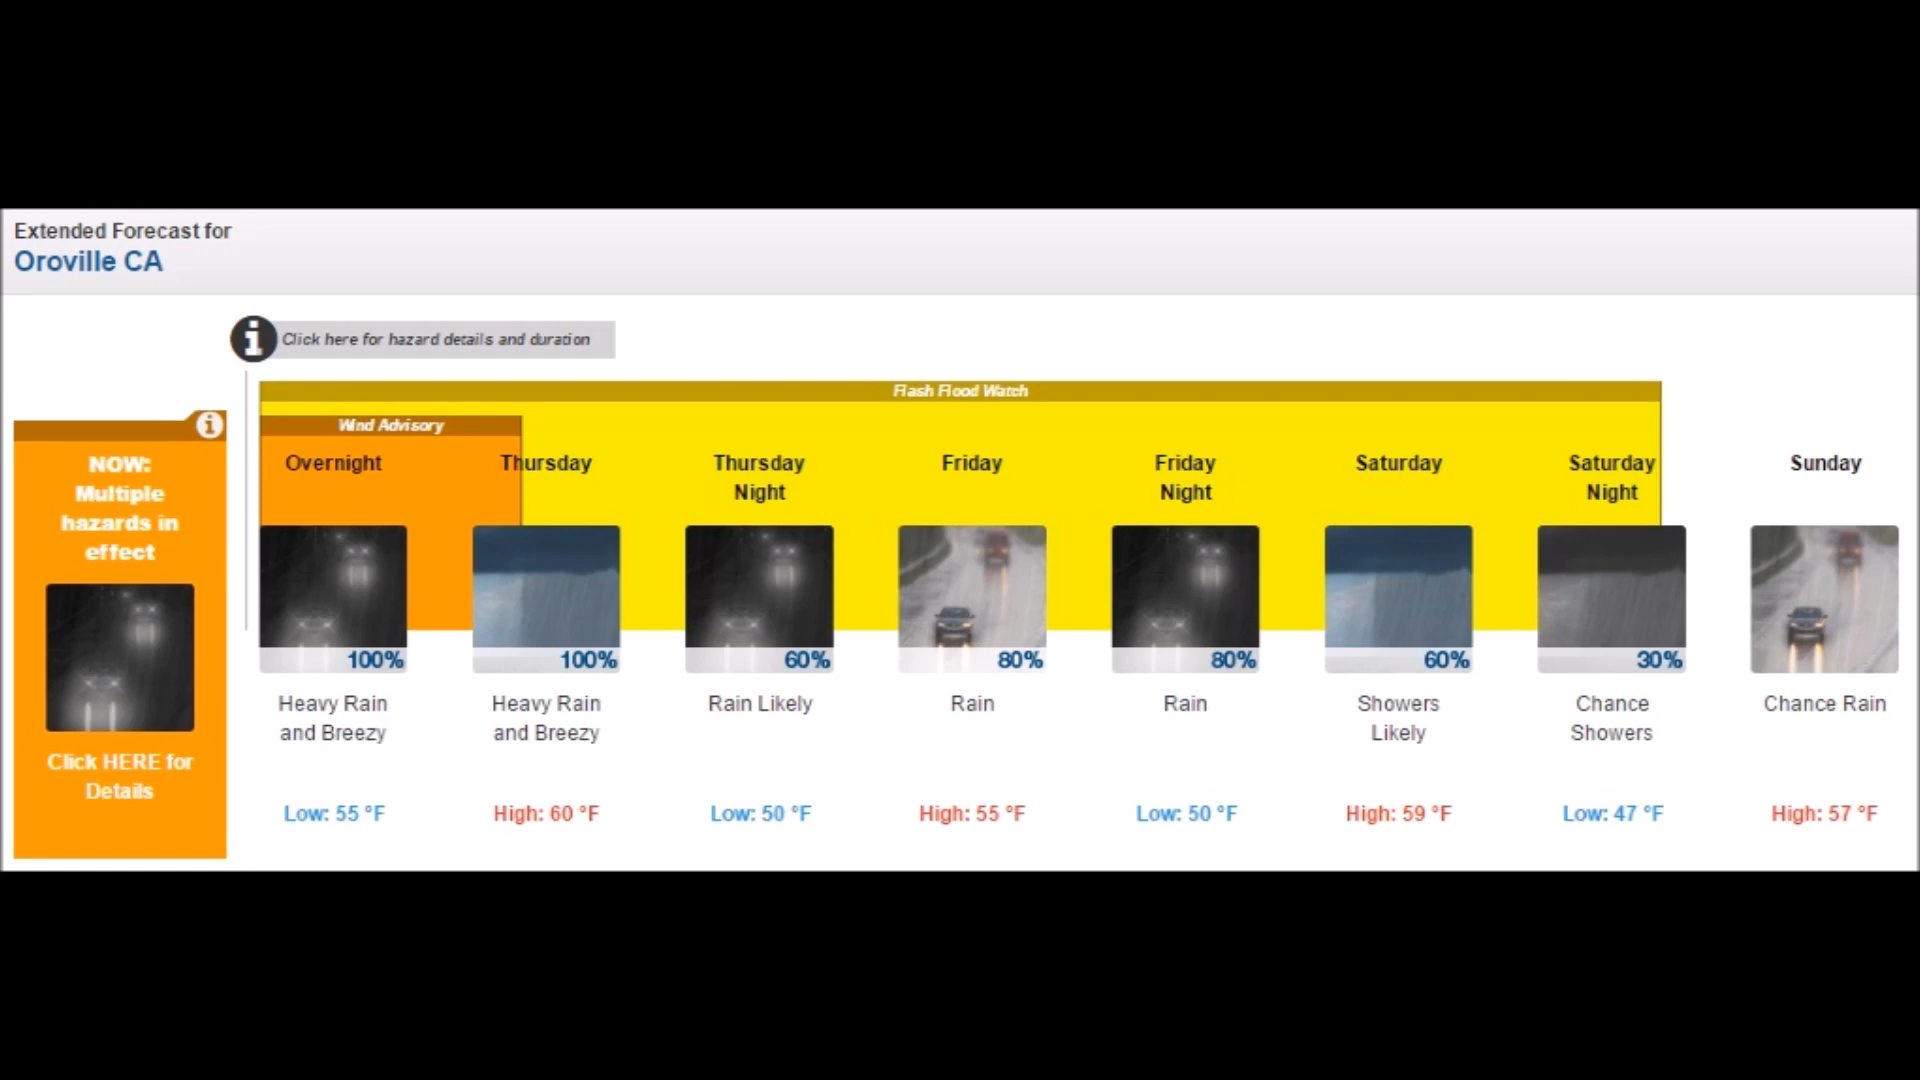 Extended Forecast for
Oroville CA
Click here for hazard details and duration
Flash Flood Watch
Wind Advisory
NOW:
Multiple
hazards in
effect
Click HERE for
Details
Overnight
100%
Heavy Rain
and Breezy
Low: 55 °F
Thursday
100%
Heavy Rain
and Breezy
High: 60 °F
Thursday
Night
60%
Rain Likely
Low: 50 °F
Friday
80%
Rain
High: 55 °F
Friday
Night
80%
Rain
Low: 50 °F
Saturday
60%
Showers
Likely
High: 59 °F
Saturday
Night
30%
Chance
Showers
Low: 47 °F
Sunday
Chance Rain
High: 57 °F